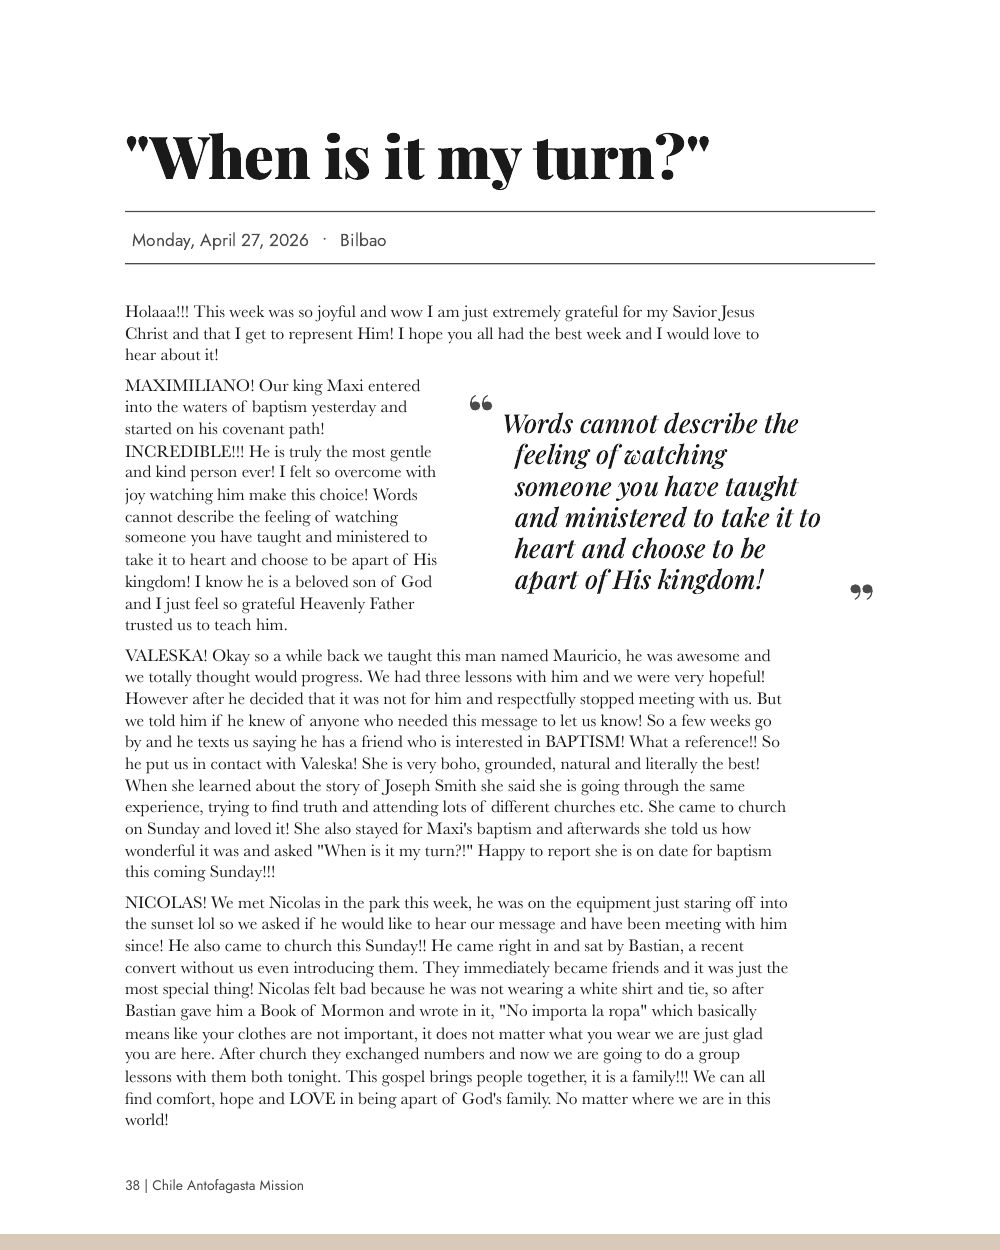 "When is it my turn?"
Monday, April 27, 2026 · Bilbao
Holaaa!!! This week was so joyful and wow I am just extremely grateful for my Savior Jesus
Christ and that I get to represent Him! I hope you all had the best week and I would love to
hear about it!
MAXIMILIANO! Our king Maxi entered
into the waters of baptism yesterday and
started on his covenant path!
INCREDIBLE!!! He is truly the most gentle
and kind person ever! I felt so overcome with
joy watching him make this choice! Words
cannot describe the feeling of watching
someone you have taught and ministered to
take it to heart and choose to be apart of His
kingdom! I know he is a beloved son of God
and I just feel so grateful Heavenly Father
trusted us to teach him.
“
Words cannot describe the
feeling of watching
someone you have taught
and ministered to take it to
heart and choose to be
apart of His kingdom!
”
VALESKA! Okay so a while back we taught this man named Mauricio, he was awesome and
we totally thought would progress. We had three lessons with him and we were very hopeful!
However after he decided that it was not for him and respectfully stopped meeting with us. But
we told him if he knew of anyone who needed this message to let us know! So a few weeks go
by and he texts us saying he has a friend who is interested in BAPTISM! What a reference!! So
he put us in contact with Valeska! She is very boho, grounded, natural and literally the best!
When she learned about the story of Joseph Smith she said she is going through the same
experience, trying to find truth and attending lots of different churches etc. She came to church
on Sunday and loved it! She also stayed for Maxi's baptism and afterwards she told us how
wonderful it was and asked "When is it my turn?!" Happy to report she is on date for baptism
this coming Sunday!!!
NICOLAS! We met Nicolas in the park this week, he was on the equipment just staring off into
the sunset lol so we asked if he would like to hear our message and have been meeting with him
since! He also came to church this Sunday!! He came right in and sat by Bastian, a recent
convert without us even introducing them. They immediately became friends and it was just the
most special thing! Nicolas felt bad because he was not wearing a white shirt and tie, so after
Bastian gave him a Book of Mormon and wrote in it, "No importa la ropa" which basically
means like your clothes are not important, it does not matter what you wear we are just glad
you are here. After church they exchanged numbers and now we are going to do a group
lessons with them both tonight. This gospel brings people together, it is a family!!! We can all
find comfort, hope and LOVE in being apart of God's family. No matter where we are in this
world!
38 | Chile Antofagasta Mission